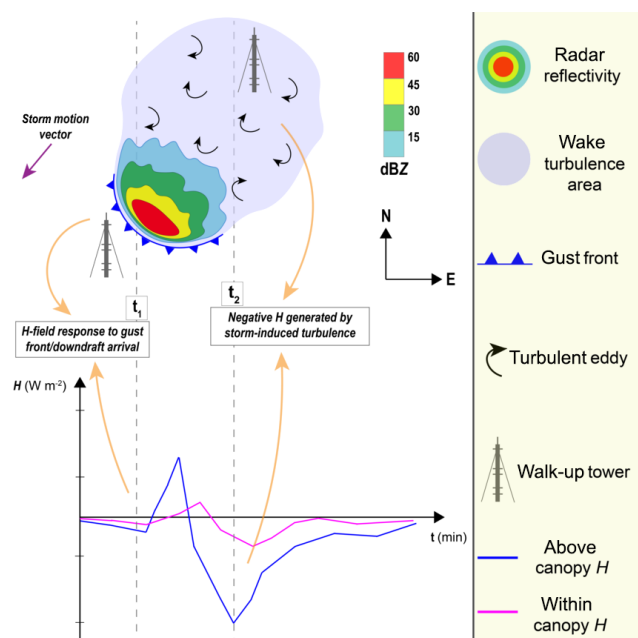 Storm motion
vector
60
45
30
15
dBZ
N
E
t1
t2
H-field response to gust
front/downdraft arrival
Negative H generated by
storm-induced turbulence
H (W m-2)
t (min)
Radar
reflectivity
Wake
turbulence
area
Gust front
Turbulent eddy
Walk-up tower
Above
canopy H
Within
canopy H